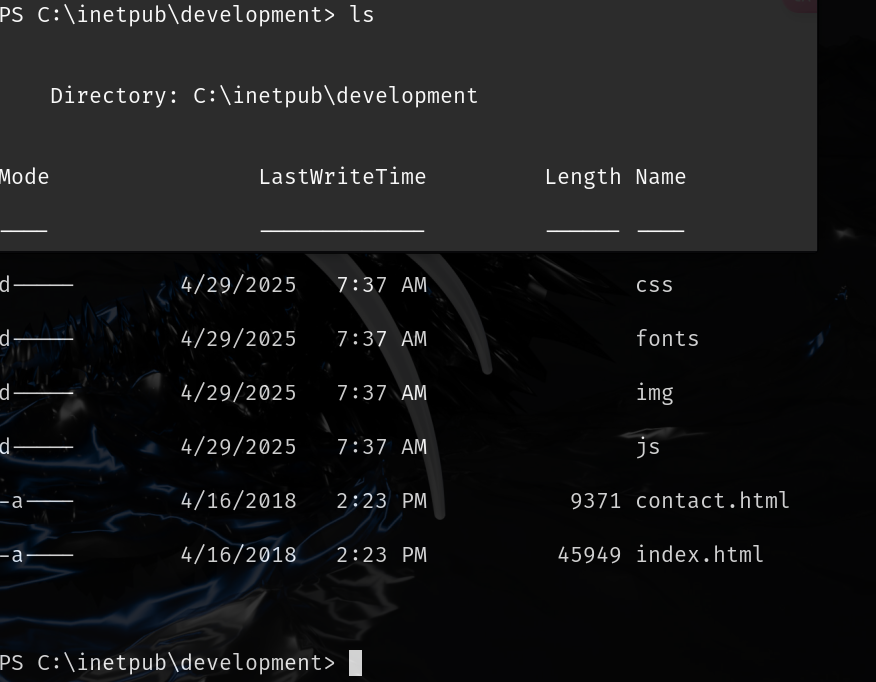 PS C:\inetpub\development> ls
Directory: C:\inetpub\development
Mode                 LastWriteTime         Length Name
----                 -------------         ------ ----
d-----         4/29/2025   7:37 AM                css
d-----         4/29/2025   7:37 AM                fonts
d-----         4/29/2025   7:37 AM                img
d-----         4/29/2025   7:37 AM                js
-a----         4/16/2018   2:23 PM           9371 contact.html
-a----         4/16/2018   2:23 PM          45949 index.html
PS C:\inetpub\development>